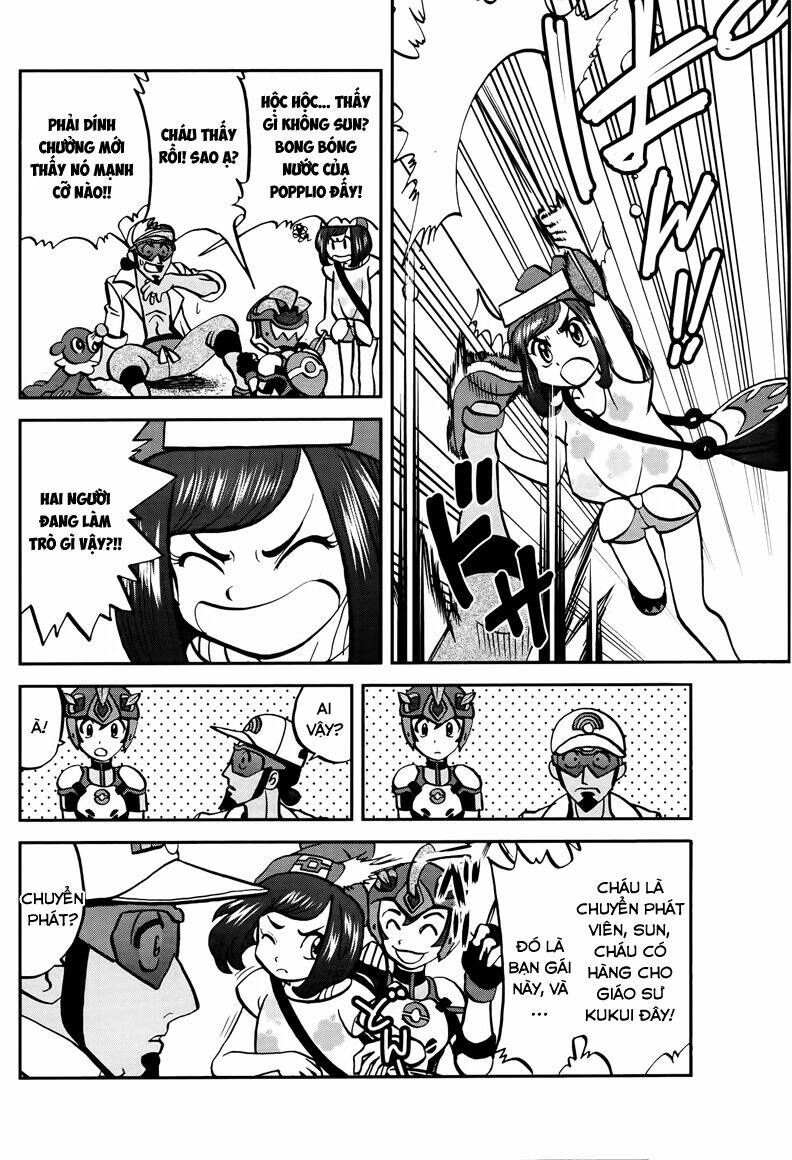 HỘC HỘC... THẤY
GÌ KHÔNG SUN?
BONG BÓNG
NƯỚC CỦA
POPPLIO ĐẤY!
CHÁU THẤY
RỒI! SAO Ạ?
PHẢI DÍNH
CHƯỞNG MỚI
THẤY NÓ MẠNH
CỠ NÀO!!
HAI NGƯỜI
ĐANG LÀM
TRÒ GÌ VẬY?!!
AI
VẬY?
À!
CHÁU LÀ
CHUYỂN PHÁT
VIÊN, SUN,
CHÁU CÓ
HÀNG CHO
GIÁO SƯ
KUKUI ĐÂY!
ĐÓ LÀ
BẠN GÁI
NÀY, VÀ
...
CHUYỂN
PHÁT?